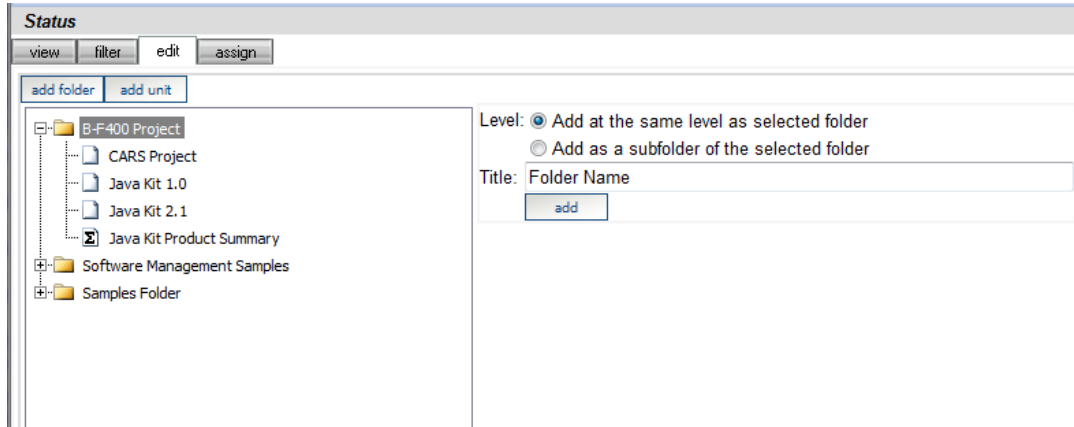 Status
view filter edit assign
add folder add unit
B-F400 Project
CARS Project
Java Kit 1.0
Java Kit 2.1
Σ Java Kit Product Summary
Software Management Samples
Samples Folder
Level: Add at the same level as selected folder
Add as a subfolder of the selected folder
Title: Folder Name
add